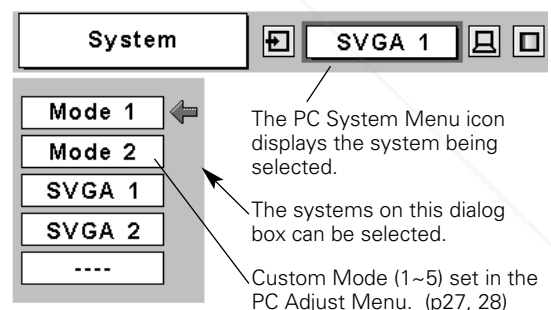 System
SVGA 1
Mode 1
Mode 2
SVGA 1
SVGA 2
----
The PC System Menu icon
displays the system being
selected.
The systems on this dialog
box can be selected.
Custom Mode (1~5) set in the
PC Adjust Menu. (p27, 28)